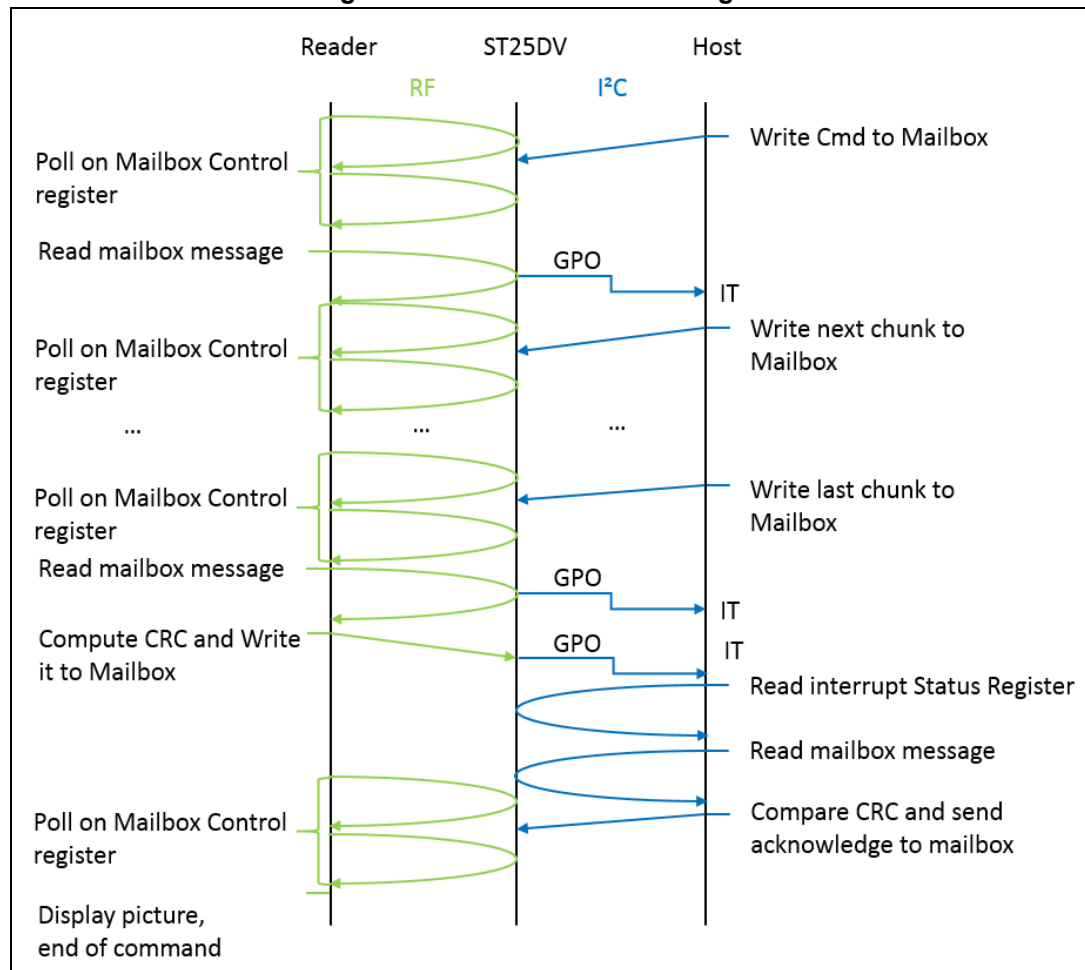 Reader
ST25DV
Host
RF
I²C
Write Cmd to Mailbox
Poll on Mailbox Control
register
Read mailbox message
GPO
IT
Write next chunk to
Mailbox
Poll on Mailbox Control
register
...
...
...
Write last chunk to
Mailbox
Poll on Mailbox Control
register
Read mailbox message
GPO
IT
Compute CRC and Write
it to Mailbox
GPO
IT
Read interrupt Status Register
Read mailbox message
Compare CRC and send
acknowledge to mailbox
Poll on Mailbox Control
register
Display picture,
end of command